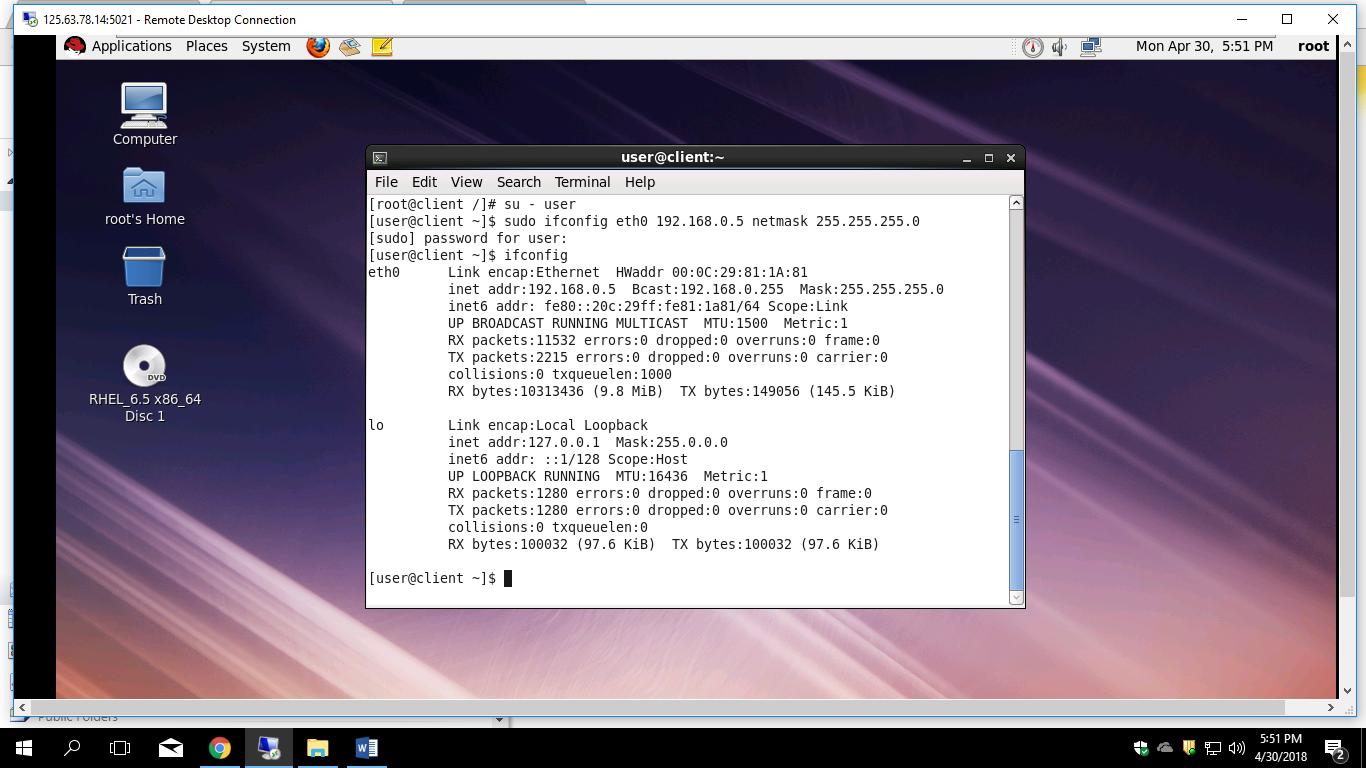 125.63.78.14:5021 - Remote Desktop Connection
Applications Places System
Mon Apr 30, 5:51 PM root
Computer
root's Home
Trash
DVD
RHEL_6.5 x86_64
Disc 1
user@client:~
File Edit View Search Terminal Help
[root@client /]# su - user
[user@client ~]$ sudo ifconfig eth0 192.168.0.5 netmask 255.255.255.0
[sudo] password for user:
[user@client ~]$ ifconfig
eth0      Link encap:Ethernet  HWaddr 00:0C:29:81:1A:81
          inet addr:192.168.0.5  Bcast:192.168.0.255  Mask:255.255.255.0
          inet6 addr: fe80::20c:29ff:fe81:1a81/64 Scope:Link
          UP BROADCAST RUNNING MULTICAST  MTU:1500  Metric:1
          RX packets:11532 errors:0 dropped:0 overruns:0 frame:0
          TX packets:2215 errors:0 dropped:0 overruns:0 carrier:0
          collisions:0 txqueuelen:1000
          RX bytes:10313436 (9.8 MiB)  TX bytes:149056 (145.5 KiB)
lo        Link encap:Local Loopback
          inet addr:127.0.0.1  Mask:255.0.0.0
          inet6 addr: ::1/128 Scope:Host
          UP LOOPBACK RUNNING  MTU:16436  Metric:1
          RX packets:1280 errors:0 dropped:0 overruns:0 frame:0
          TX packets:1280 errors:0 dropped:0 overruns:0 carrier:0
          collisions:0 txqueuelen:0
          RX bytes:100032 (97.6 KiB)  TX bytes:100032 (97.6 KiB)
[user@client ~]$
Public Folders
5:51 PM
4/30/2018
2